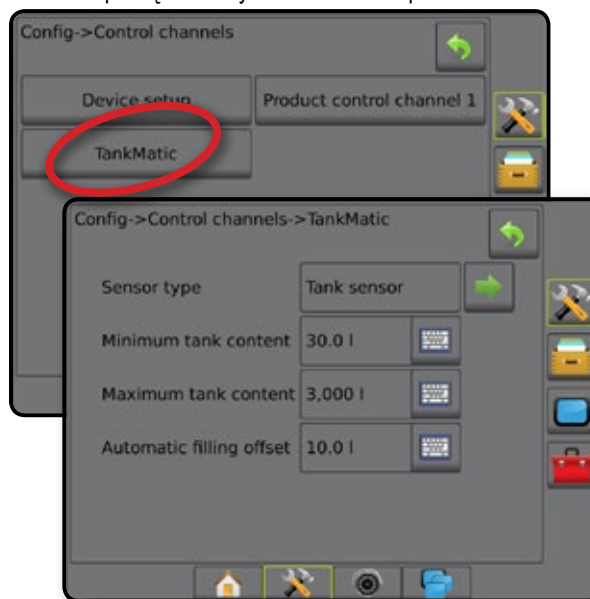 Config->Control channels
Device setup
Product control channel 1
TankMatic
Config->Control channels->TankMatic
Sensor type Tank sensor
Minimum tank content 30.0 l
Maximum tank content 3,000 l
Automatic filling offset 10.0 l